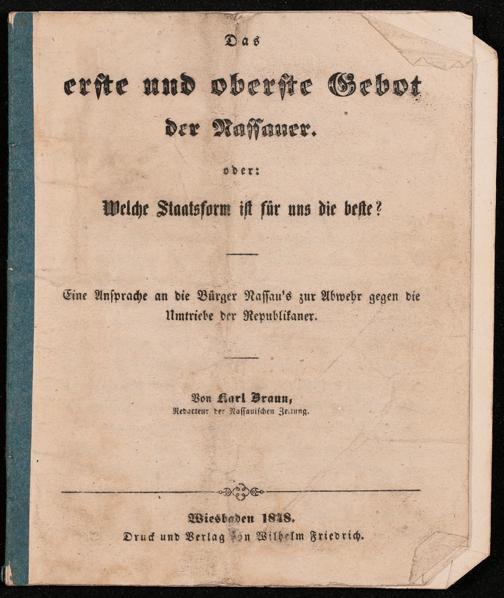 Das
erste und oberste Gebot
der Nassauer.
oder:
Welche Staatsform ist für uns die beste?
Eine Ansprache an die Bürger Nassau's zur Abwehr gegen die
Umtriebe der Republikaner.
Von Karl Braun,
Redacteur der Nassauischen Zeitung.
Wiesbaden 1848.
Druck und Verlag von Wilhelm Friedrich.